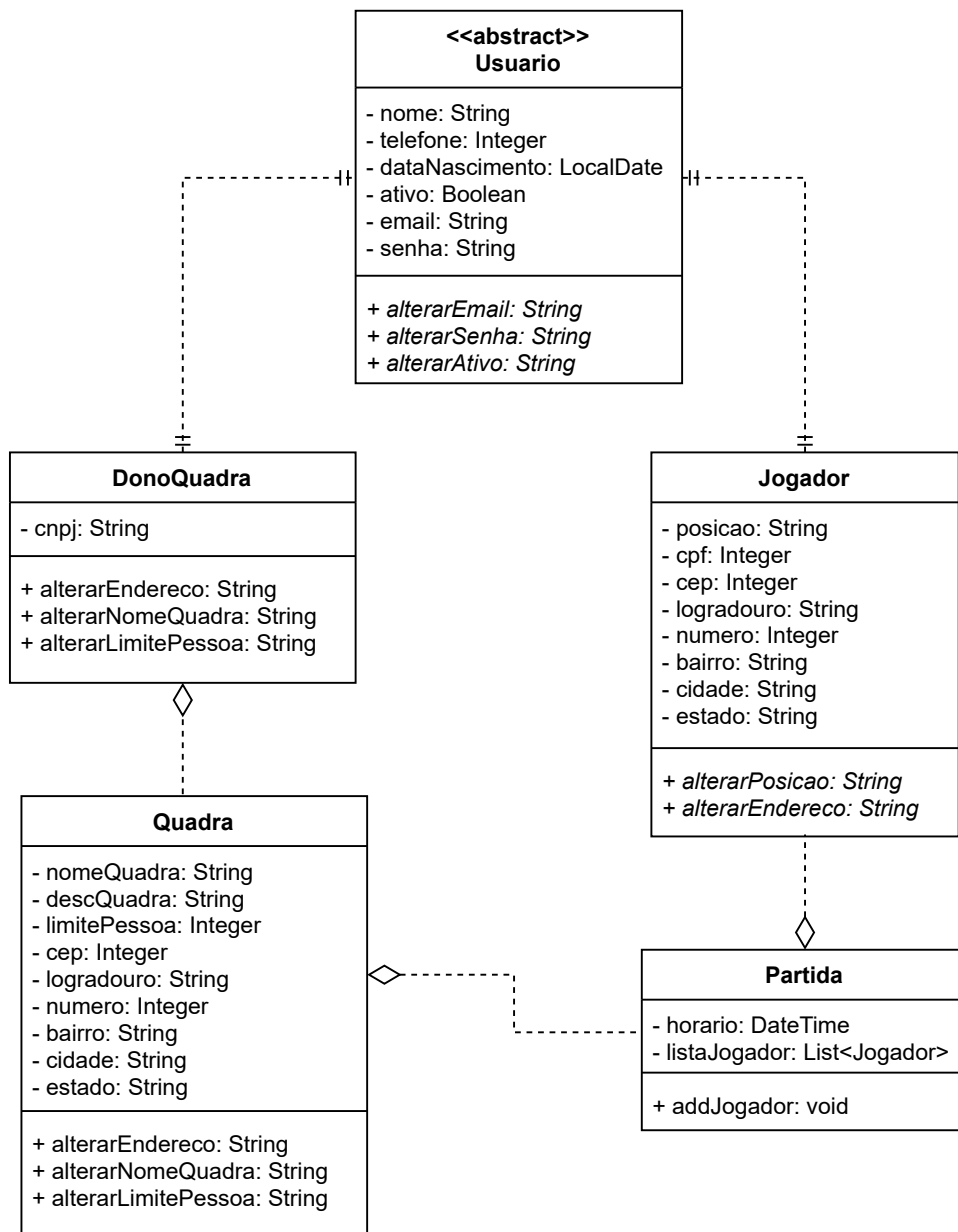 <<abstract>>
Usuario
- nome: String
- telefone: Integer
- dataNascimento: LocalDate
- ativo: Boolean
- email: String
- senha: String
+ alterarEmail: String
+ alterarSenha: String
+ alterarAtivo: String
DonoQuadra
- cnpj: String
+ alterarEndereco: String
+ alterarNomeQuadra: String
+ alterarLimitePessoa: String
Jogador
- posicao: String
- cpf: Integer
- cep: Integer
- logradouro: String
- numero: Integer
- bairro: String
- cidade: String
- estado: String
+ alterarPosicao: String
+ alterarEndereco: String
Quadra
- nomeQuadra: String
- descQuadra: String
- limitePessoa: Integer
- cep: Integer
- logradouro: String
- numero: Integer
- bairro: String
- cidade: String
- estado: String
+ alterarEndereco: String
+ alterarNomeQuadra: String
+ alterarLimitePessoa: String
Partida
- horario: DateTime
- listaJogador: List<Jogador>
+ addJogador: void